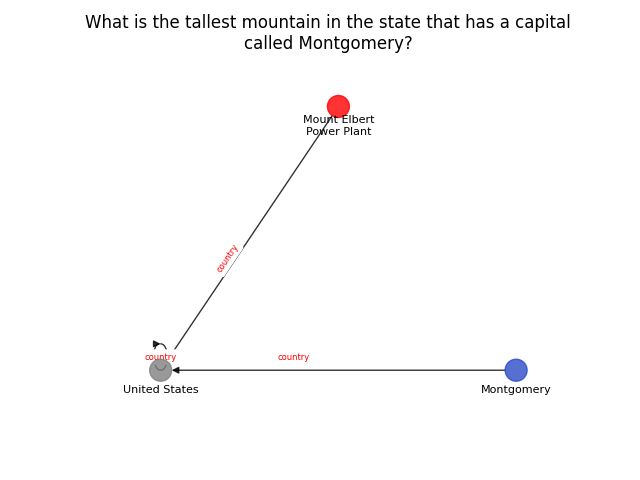 What is the tallest mountain in the state that has a capital
called Montgomery?
Mount Elbert
Power Plant
country
country
country
United States
Montgomery